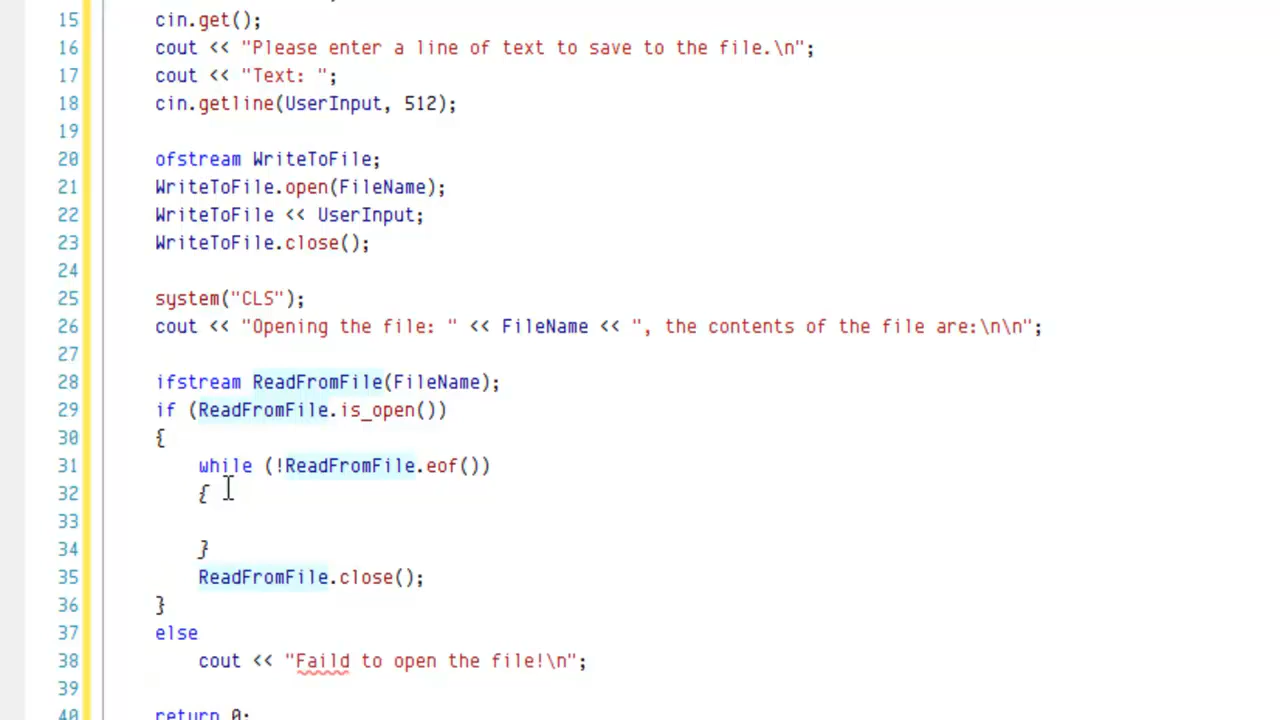 15 cin.get();
16 cout << "Please enter a line of text to save to the file.\n";
17 cout << "Text: ";
18 cin.getline(UserInput, 512);
19
20 ofstream WriteToFile;
21 WriteToFile.open(FileName);
22 WriteToFile << UserInput;
23 WriteToFile.close();
24
25 system("CLS");
26 cout << "Opening the file: " << FileName << ", the contents of the file are:\n\n";
27
28 ifstream ReadFromFile(FileName);
29 if (ReadFromFile.is_open())
30 {
31 while (!ReadFromFile.eof())
32 {
33
34 }
35 ReadFromFile.close();
36 }
37 else
38 cout << "Faild to open the file!\n";
39
40 return 0;